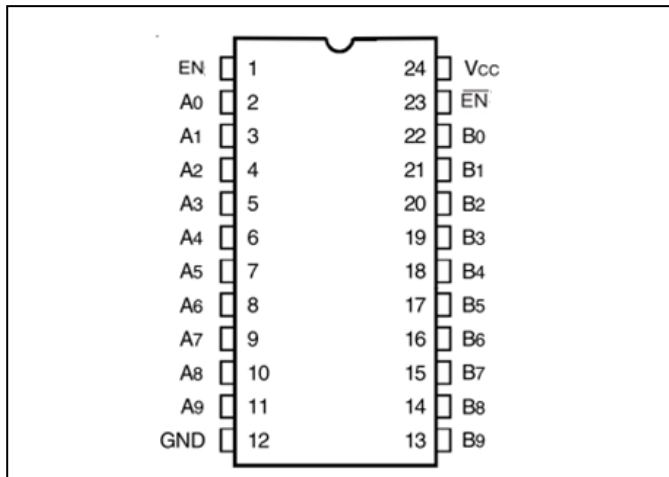 EN 1 24 VCC
A0 2 23 E̅N̅
A1 3 22 B0
A2 4 21 B1
A3 5 20 B2
A4 6 19 B3
A5 7 18 B4
A6 8 17 B5
A7 9 16 B6
A8 10 15 B7
A9 11 14 B8
GND 12 13 B9